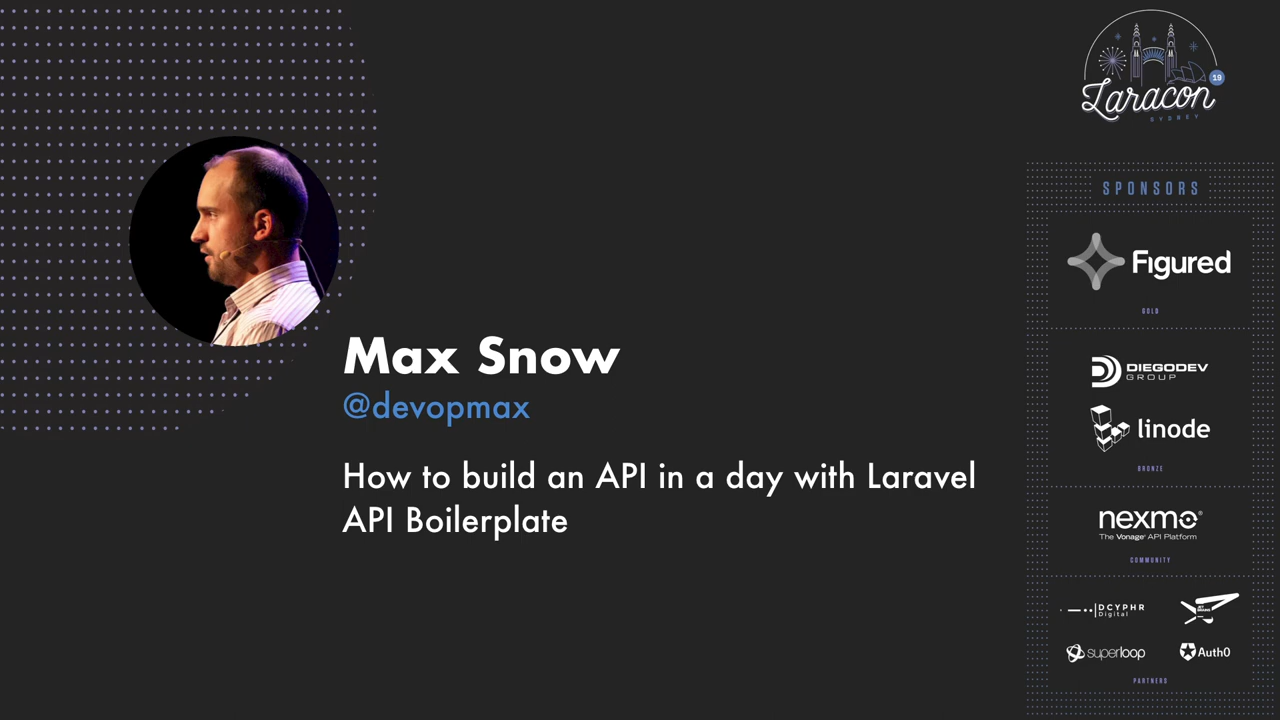 Laracon
19
SYDNEY
SPONSORS
Figured
GOLD
Max Snow
@devopmax
How to build an API in a day with Laravel
API Boilerplate
DIEGODEV
GROUP
linode
BRONZE
nexmo®
The Vonage® API Platform
COMMUNITY
DCYPHR
Digital
superloop
Auth0
PARTNERS